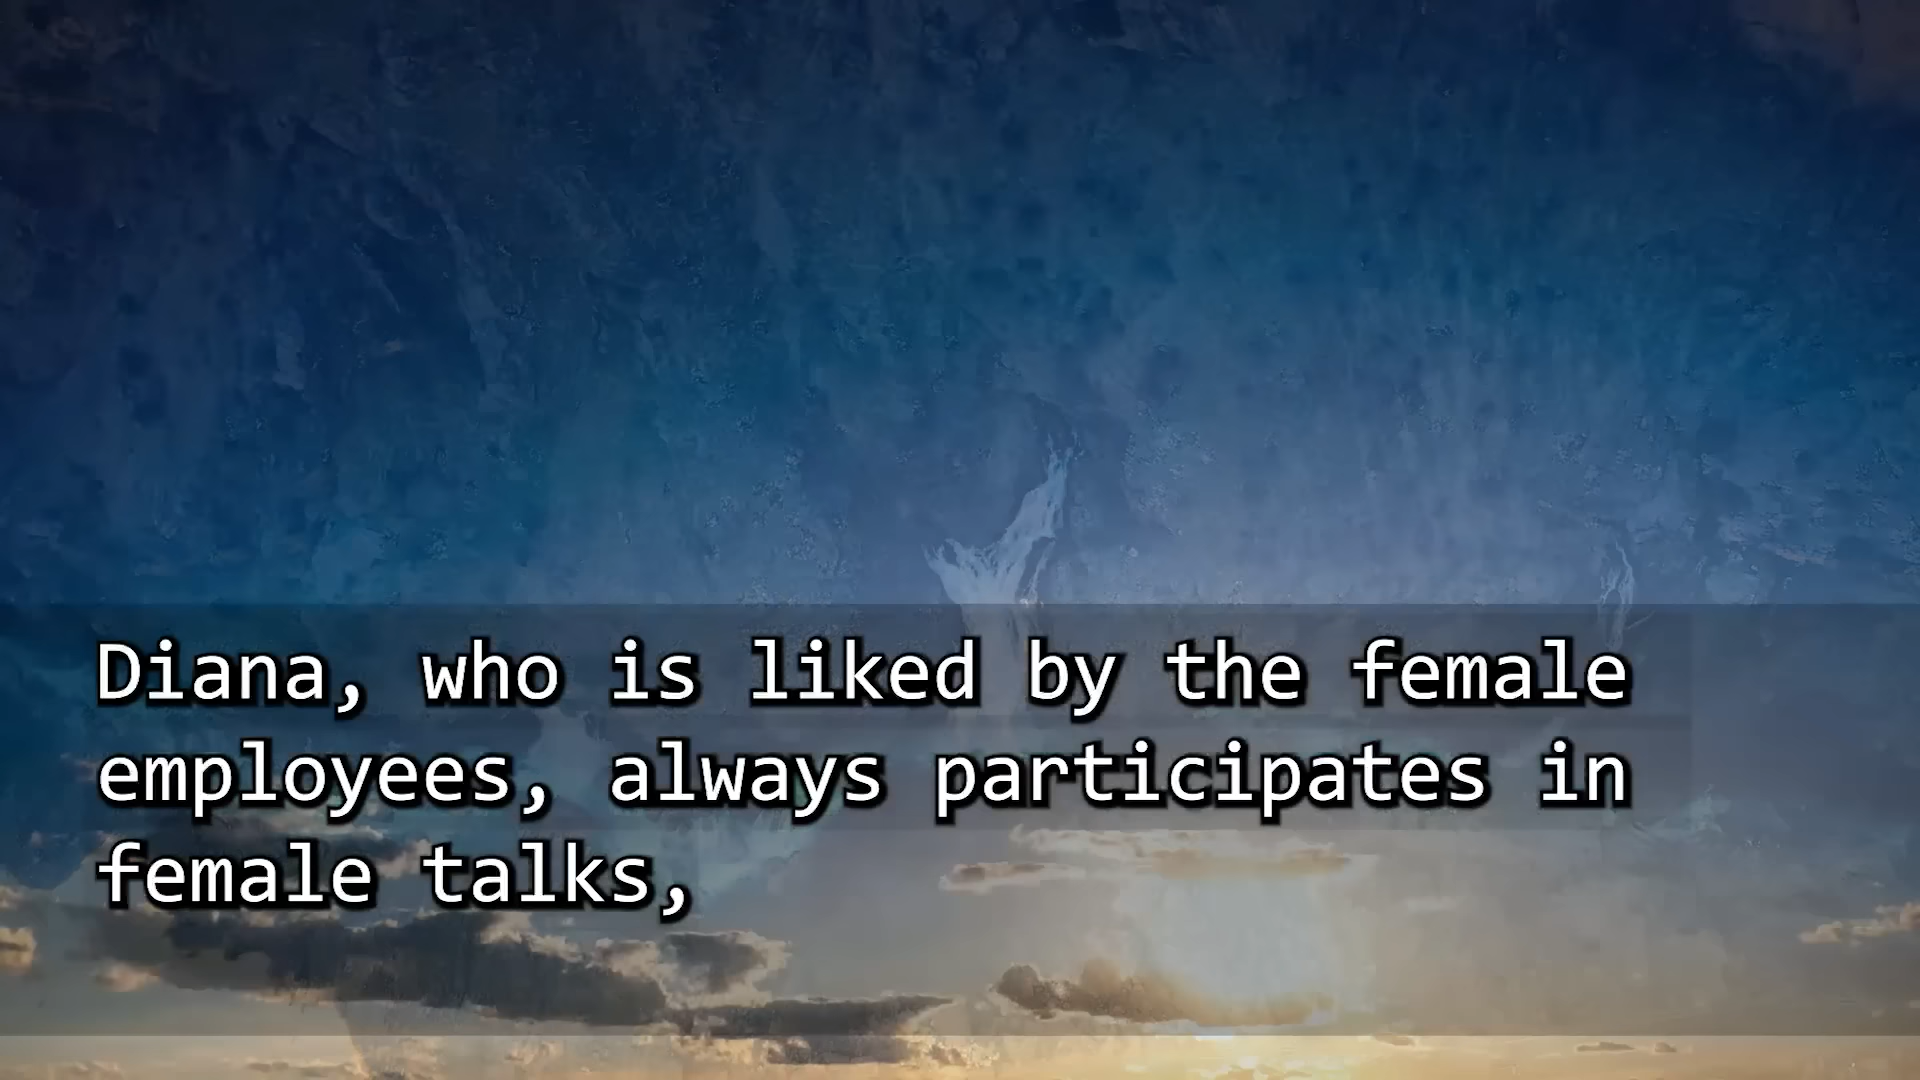 Diana, who is liked by the female
employees, always participates in
female talks,